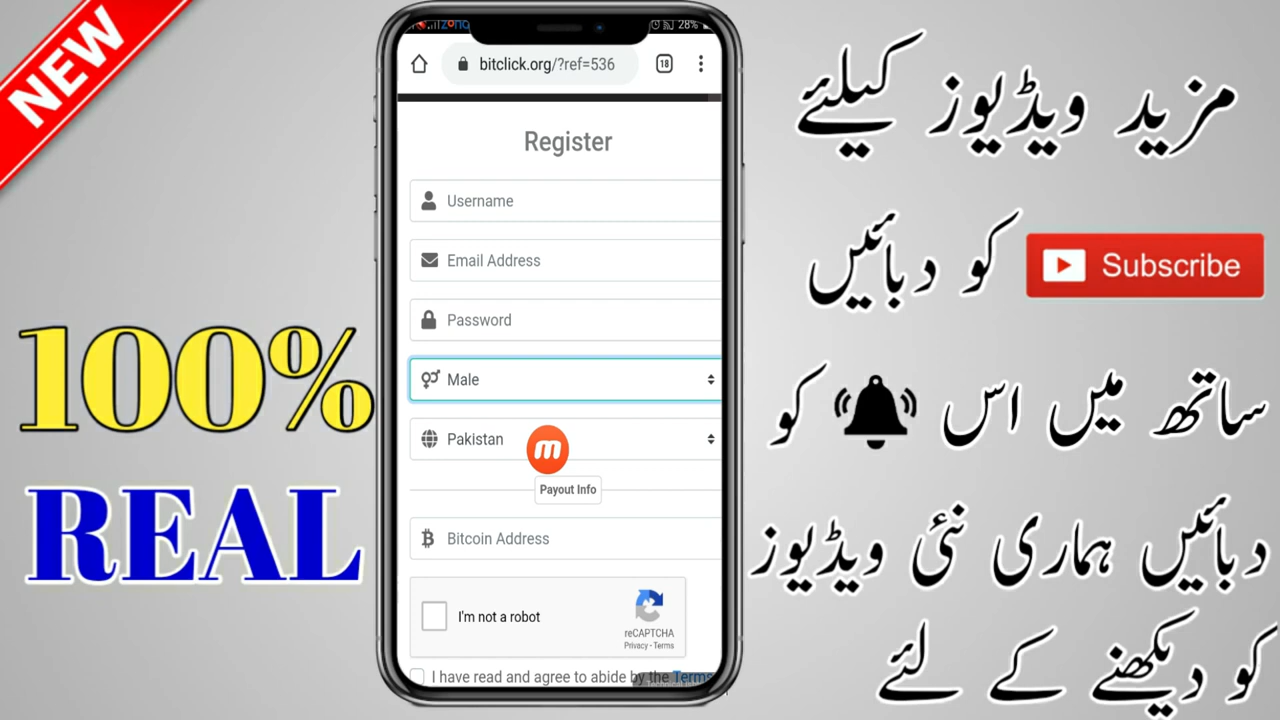 NEW
100%
REAL
zong
28%
bitclick.org/?ref=536
18
Register
Username
Email Address
Password
Male
Pakistan
m
Payout Info
Bitcoin Address
I'm not a robot
reCAPTCHA
Privacy - Terms
I have read and agree to abide by the Terms
مزید ویڈیوز کیلئے
Subscribe کو دبائیں
ساتھ میں اس کو
دبائیں ہماری نئی ویڈیوز
کو دیکھنے کے لئے